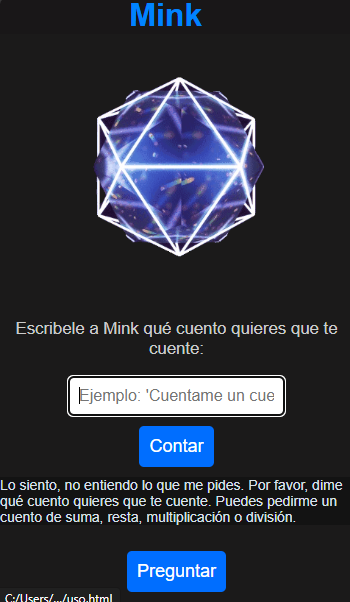 Mink
Escribele a Mink qué cuento quieres que te
cuente:
Ejemplo: 'Cuentame un cue
Contar
Lo siento, no entiendo lo que me pides. Por favor, dime
qué cuento quieres que te cuente. Puedes pedirme un
cuento de suma, resta, multiplicación o división.
Preguntar
C:/Users/.../uso.html